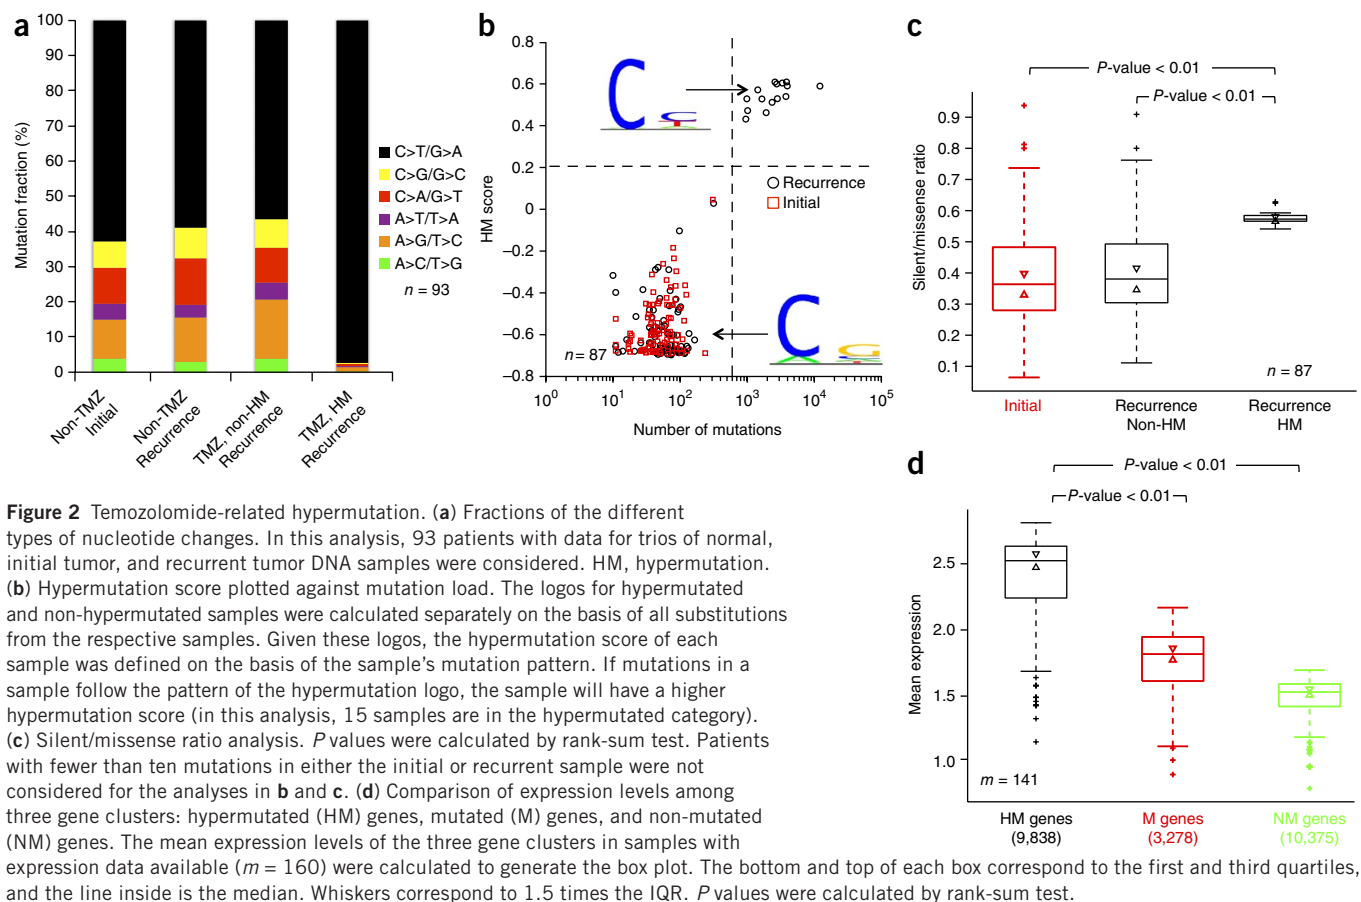 a
100
90
80
70
60
50
40
30
20
10
0
Mutation fraction (%)
C>T/G>A
C>G/G>C
C>A/G>T
A>T/T>A
A>G/T>C
A>C/T>G
n = 93
Non-TMZ
Initial
Non-TMZ
Recurrence
TMZ, non-HM
Recurrence
TMZ, HM
Recurrence
b
0.8
0.6
0.4
0.2
0
–0.2
–0.4
–0.6
–0.8
HM score
C
C
Recurrence
Initial
C
G
n = 87
10⁰ 10¹ 10² 10³ 10⁴ 10⁵
Number of mutations
c
P-value < 0.01
P-value < 0.01
0.9
0.8
0.7
0.6
0.5
0.4
0.3
0.2
0.1
Silent/missense ratio
n = 87
Initial
Recurrence
Non-HM
Recurrence
HM
d
P-value < 0.01
P-value < 0.01
2.5
2.0
1.5
1.0
Mean expression
m = 141
HM genes
(9,838)
M genes
(3,278)
NM genes
(10,375)
Figure 2 Temozolomide-related hypermutation. (a) Fractions of the different
types of nucleotide changes. In this analysis, 93 patients with data for trios of normal,
initial tumor, and recurrent tumor DNA samples were considered. HM, hypermutation.
(b) Hypermutation score plotted against mutation load. The logos for hypermutated
and non-hypermutated samples were calculated separately on the basis of all substitutions
from the respective samples. Given these logos, the hypermutation score of each
sample was defined on the basis of the sample's mutation pattern. If mutations in a
sample follow the pattern of the hypermutation logo, the sample will have a higher
hypermutation score (in this analysis, 15 samples are in the hypermutated category).
(c) Silent/missense ratio analysis. P values were calculated by rank-sum test. Patients
with fewer than ten mutations in either the initial or recurrent sample were not
considered for the analyses in b and c. (d) Comparison of expression levels among
three gene clusters: hypermutated (HM) genes, mutated (M) genes, and non-mutated
(NM) genes. The mean expression levels of the three gene clusters in samples with
expression data available (m = 160) were calculated to generate the box plot. The bottom and top of each box correspond to the first and third quartiles,
and the line inside is the median. Whiskers correspond to 1.5 times the IQR. P values were calculated by rank-sum test.